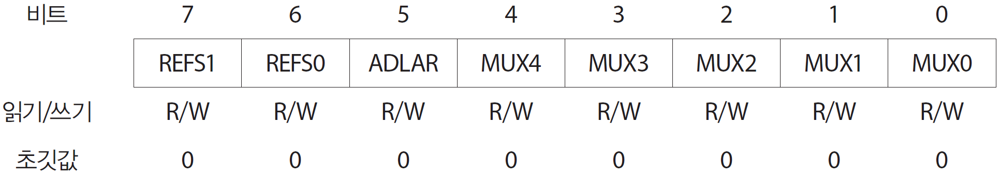 비트 7 6 5 4 3 2 1 0
REFS1 REFS0 ADLAR MUX4 MUX3 MUX2 MUX1 MUX0
읽기/쓰기 R/W R/W R/W R/W R/W R/W R/W R/W
초깃값 0 0 0 0 0 0 0 0